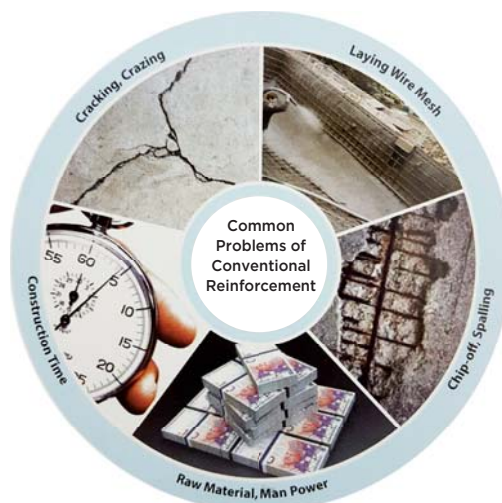 Cracking, Crazing
Laying Wire Mesh
Common
Problems of
Conventional
Reinforcement
Construction Time
55
60
5
50
10
15
20
Chip-off, Spalling
Raw Material, Man Power